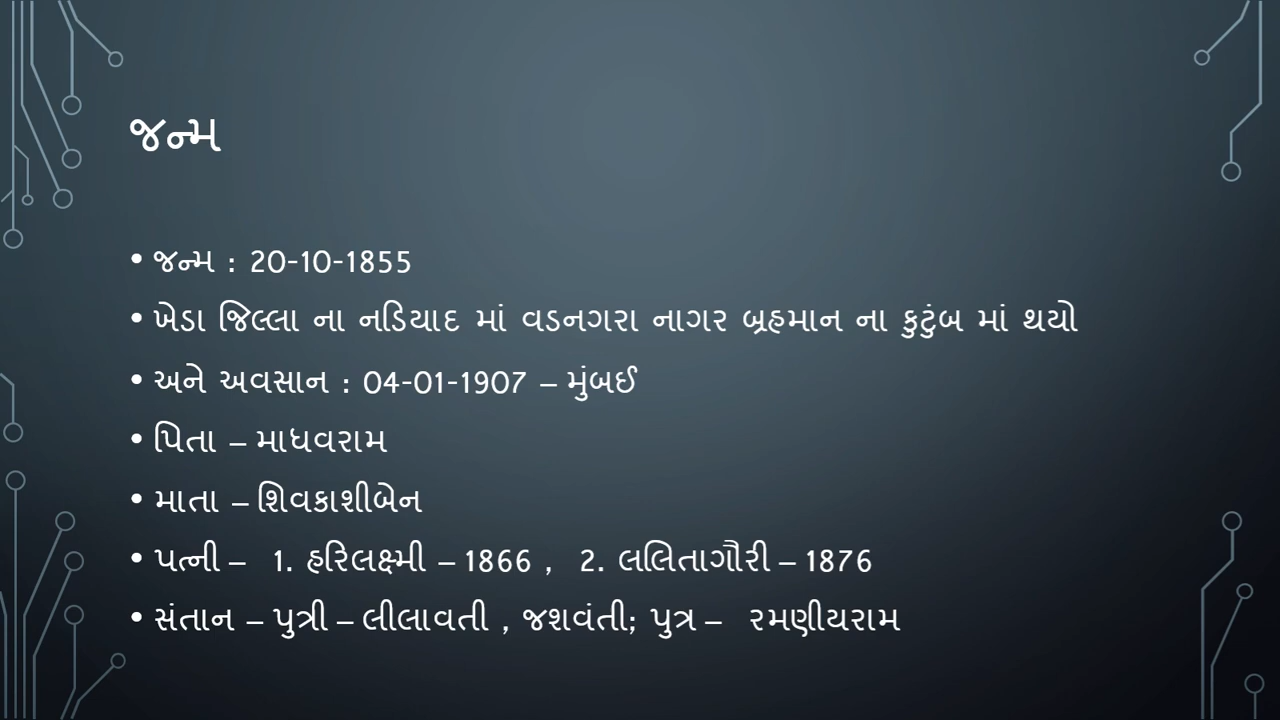 જન્મ
• જન્મ : 20-10-1855
• ખેડા જિલ્લા ના નડિયાદ માં વડનગરા નાગર બ્રહમાન ના કુટુંબ માં થયો
• અને અવસાન : 04-01-1907 – મુંબઈ
• પિતા – માધવરામ
• માતા – શિવકાશીબેન
• પત્ની – 1. હરિલક્ષ્મી – 1866 , 2. લલિતાગૌરી – 1876
• સંતાન – પુત્રી – લીલાવતી , જશવંતી; પુત્ર – રમણીયરામ